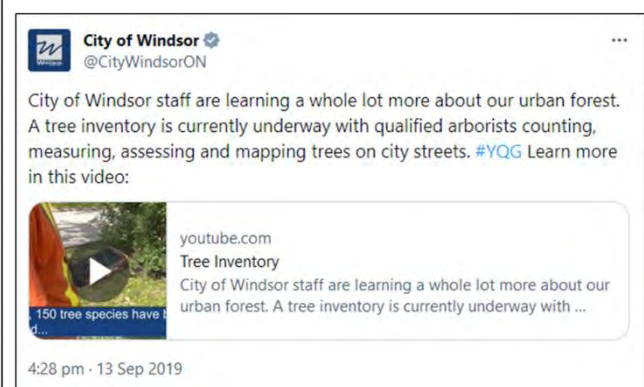 City of Windsor
@CityWindsorON
City of Windsor staff are learning a whole lot more about our urban forest.
A tree inventory is currently underway with qualified arborists counting,
measuring, assessing and mapping trees on city streets. #YQG Learn more
in this video:
youtube.com
Tree Inventory
City of Windsor staff are learning a whole lot more about our
urban forest. A tree inventory is currently underway with ...
, 150 tree species have b
d...
4:28 pm · 13 Sep 2019